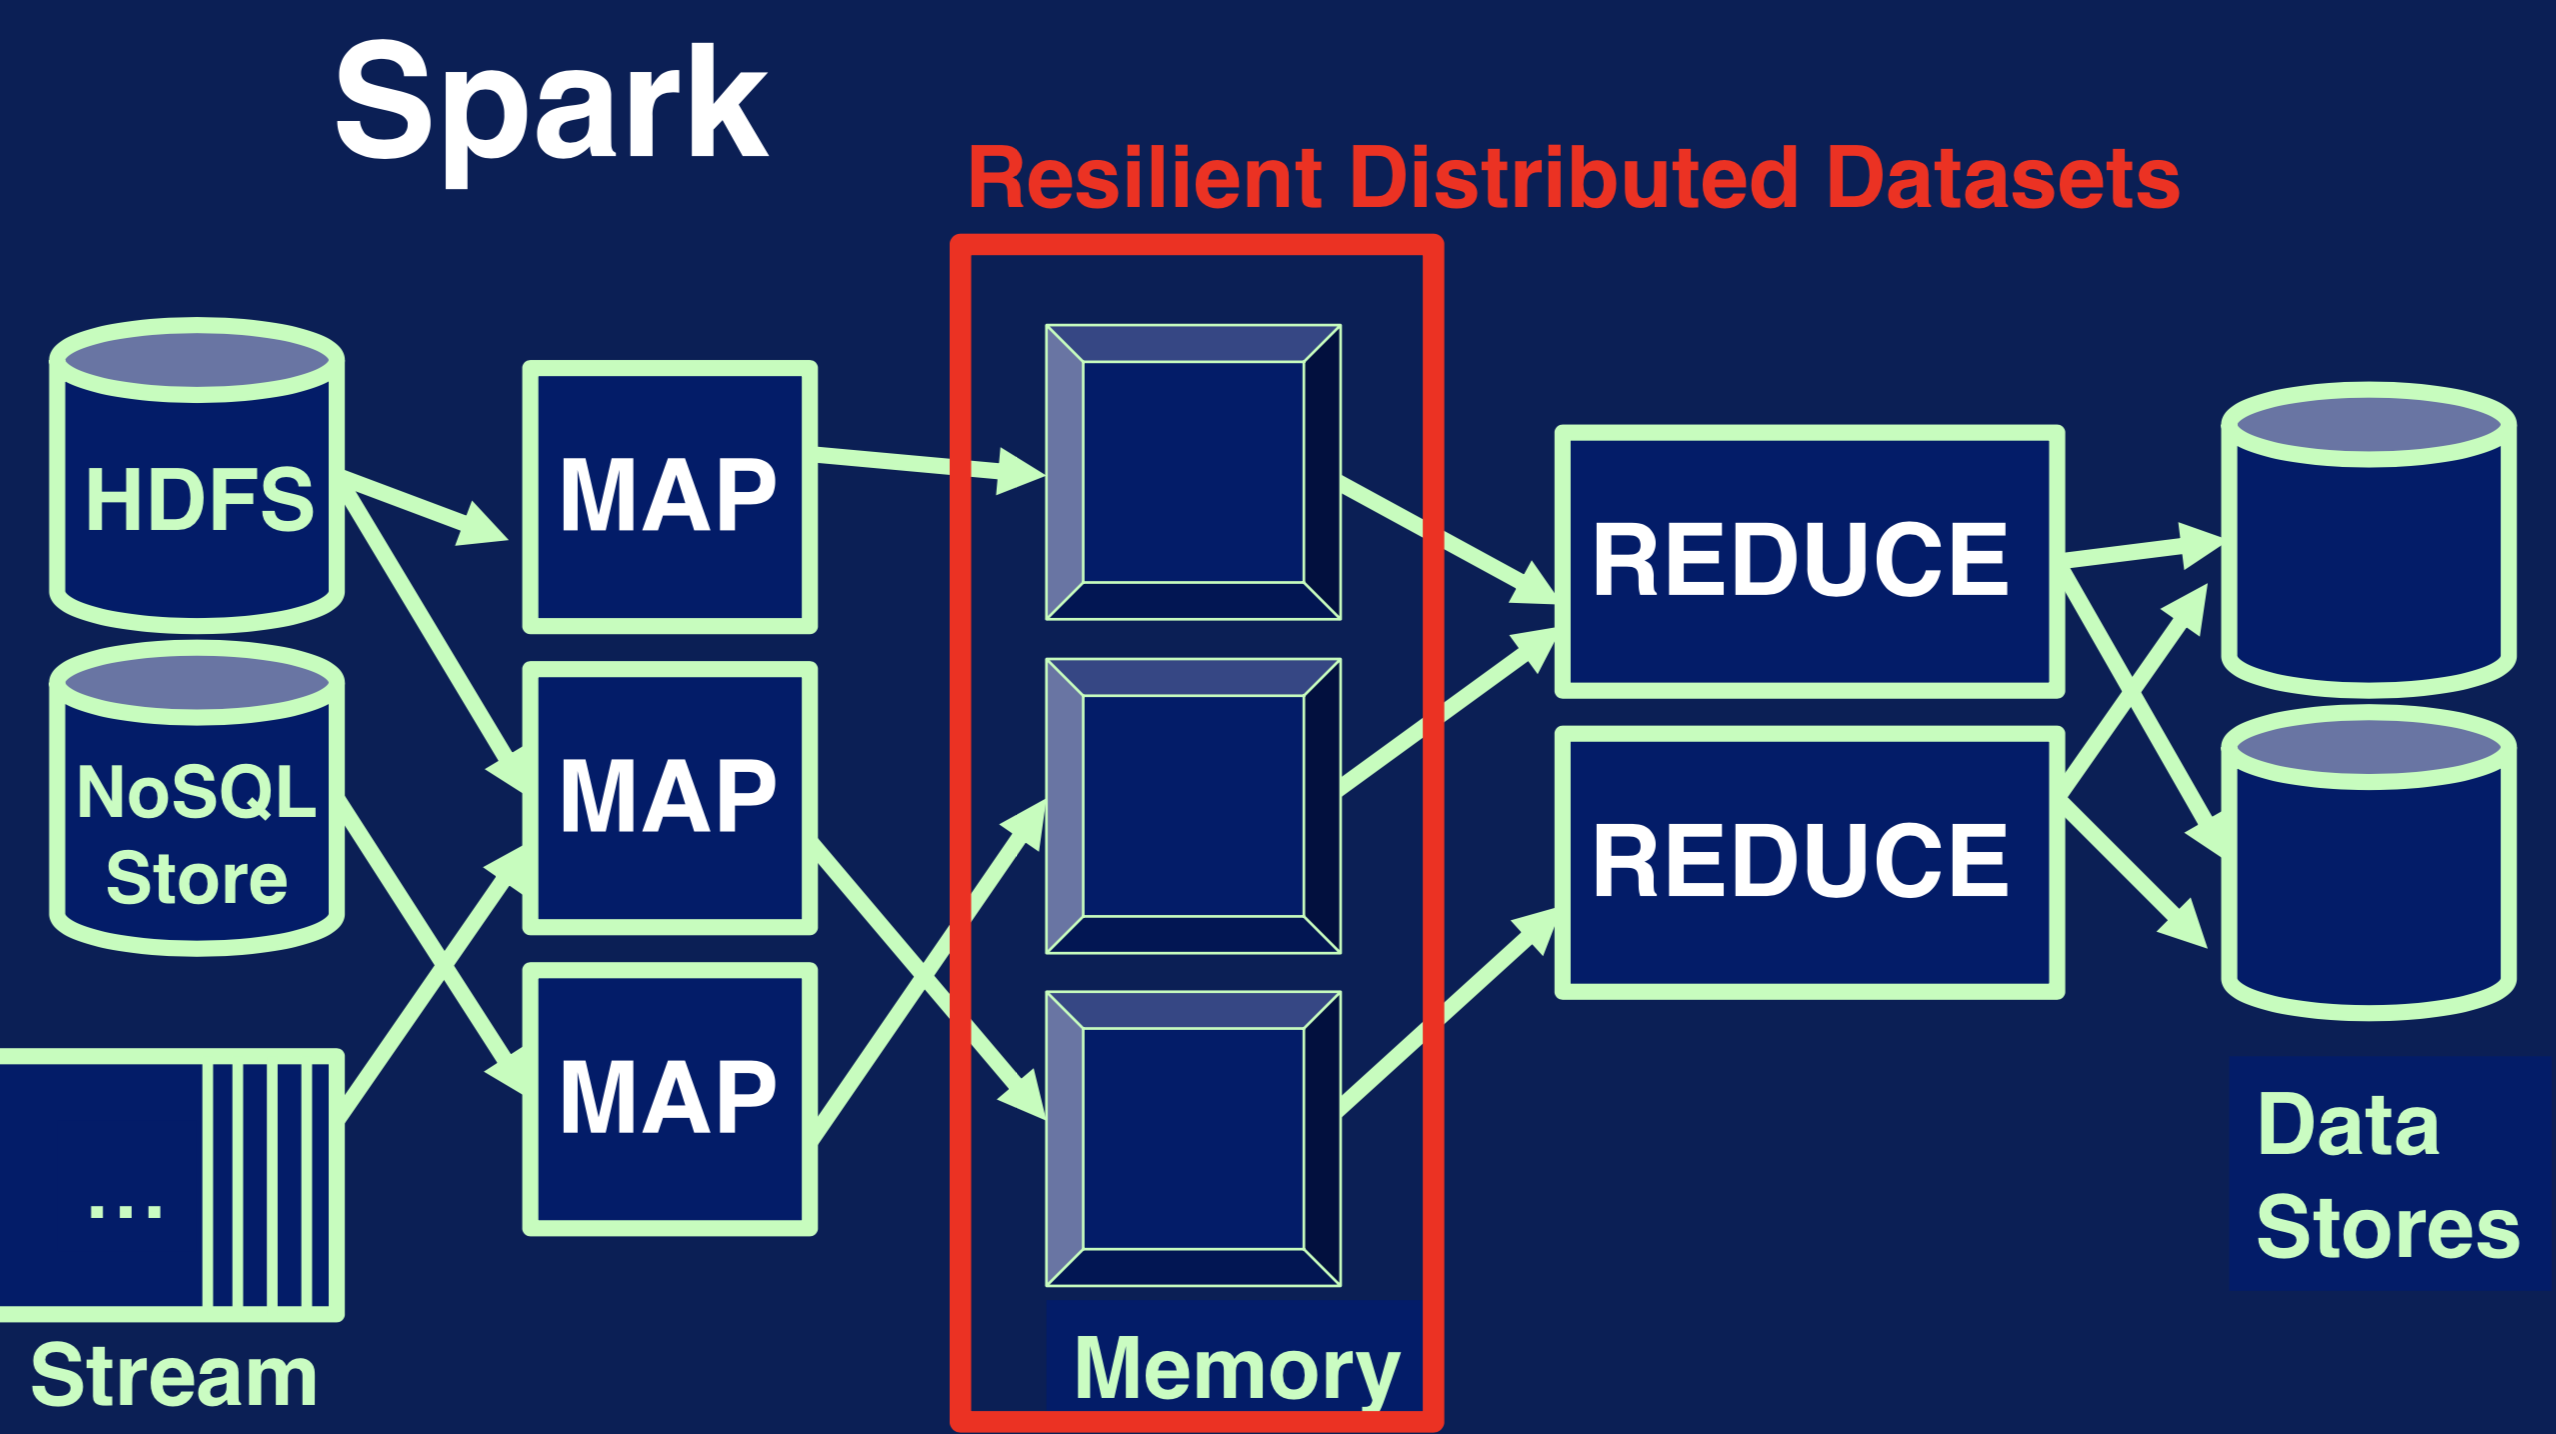 Spark
Resilient Distributed Datasets
HDFS
NoSQL
Store
...
Stream
MAP
MAP
MAP
Memory
REDUCE
REDUCE
Data
Stores